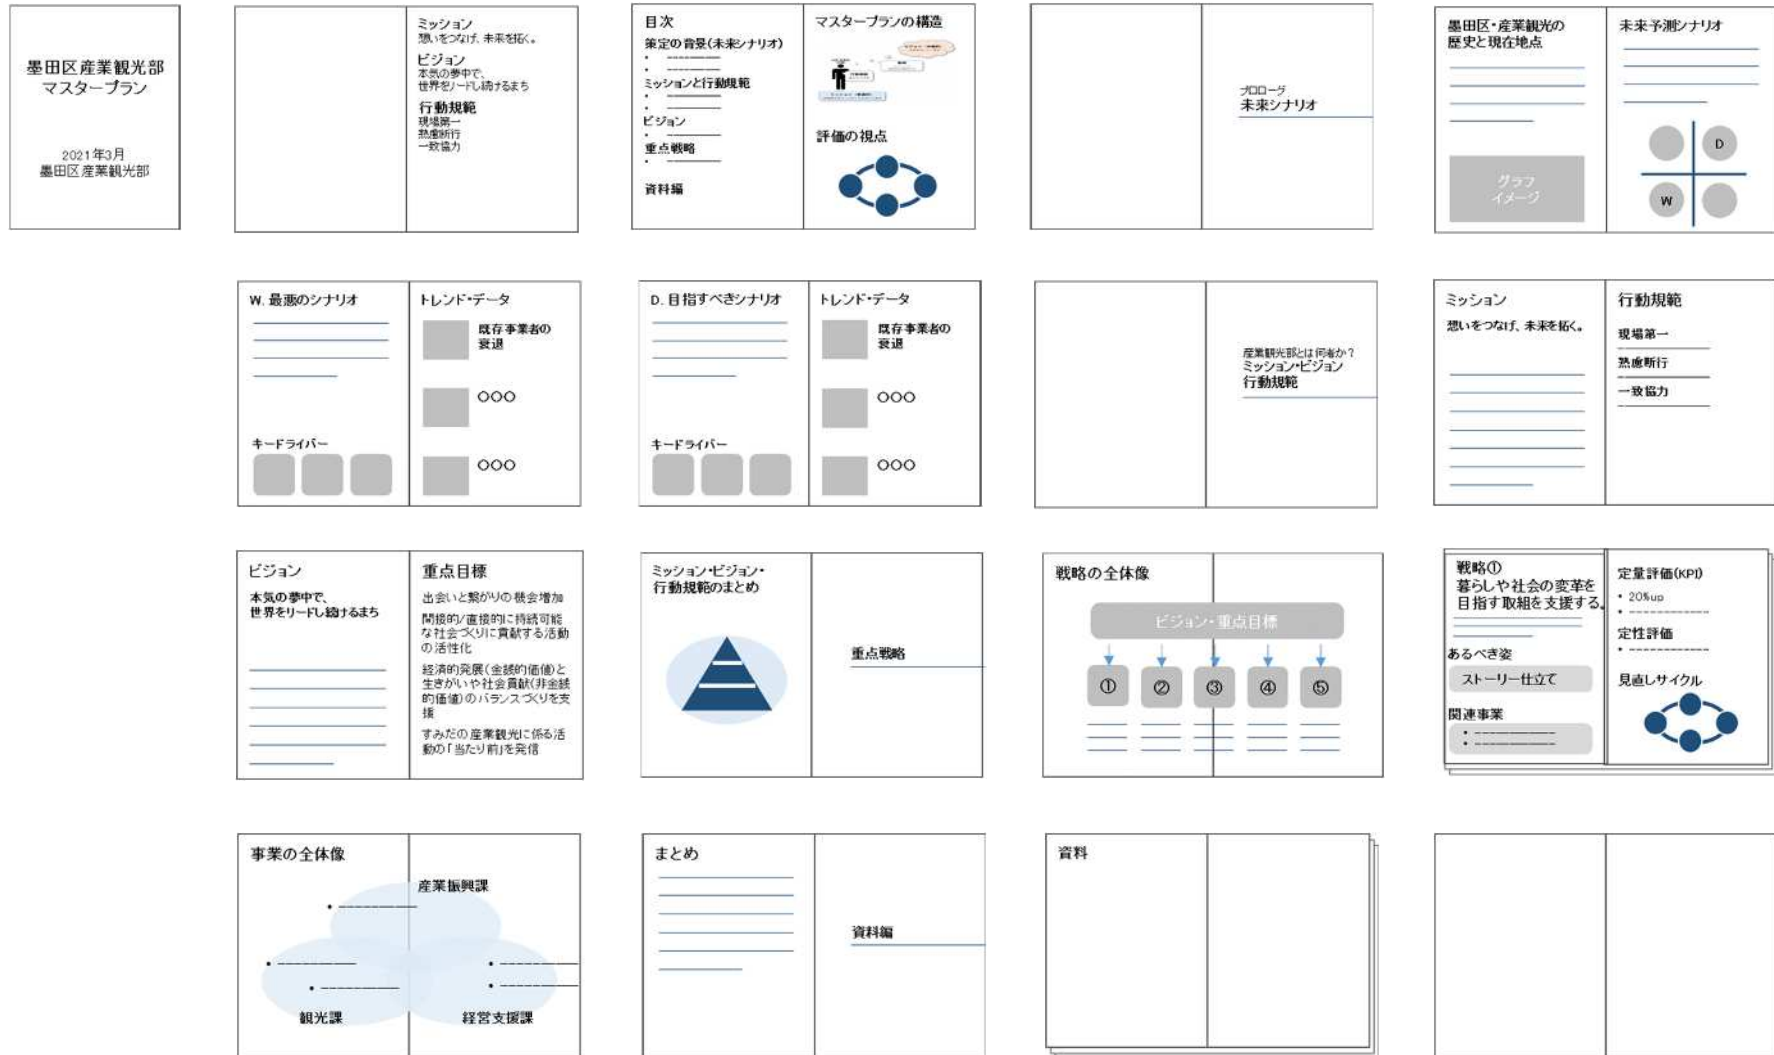 墨田区産業観光部
マスタープラン
2021年3月
墨田区産業観光部
ミッション
想いをつなげ、未来を拓く。
ビジョン
本気の夢中で、
世界をリードし続けるまち
行動規範
現場第一
熟慮断行
一致協力
目次
策定の背景(未来シナリオ)
ミッションと行動規範
ビジョン
重点戦略
資料編
マスタープランの構造
評価の視点
プロローグ
未来シナリオ
墨田区・産業観光の
歴史と現在地点
グラフ
イメージ
未来予測シナリオ
D
W
W. 最悪のシナリオ
キードライバー
トレンド・データ
既存事業者の
衰退
〇〇〇
〇〇〇
D. 目指すべきシナリオ
キードライバー
トレンド・データ
既存事業者の
衰退
〇〇〇
〇〇〇
産業観光部とは何者か?
ミッション・ビジョン
行動規範
ミッション
想いをつなげ、未来を拓く。
行動規範
現場第一
熟慮断行
一致協力
ビジョン
本気の夢中で、
世界をリードし続けるまち
重点目標
出会いと繋がりの機会増加
間接的/直接的に持続可能
な社会づくりに貢献する活動
の活性化
経済的発展(金銭的価値)と
生きがいや社会貢献(非金銭
的価値)のバランスづくりを支
援
すみだの産業観光に係る活
動の「当たり前」を発信
ミッション・ビジョン・
行動規範のまとめ
重点戦略
戦略の全体像
ビジョン・重点目標
① ② ③ ④ ⑤
戦略①
暮らしや社会の変革を
目指す取組を支援する。
あるべき姿
ストーリー仕立て
関連事業
定量評価(KPI)
• 20%up
定性評価
見直しサイクル
事業の全体像
産業振興課
観光課
経営支援課
まとめ
資料編
資料